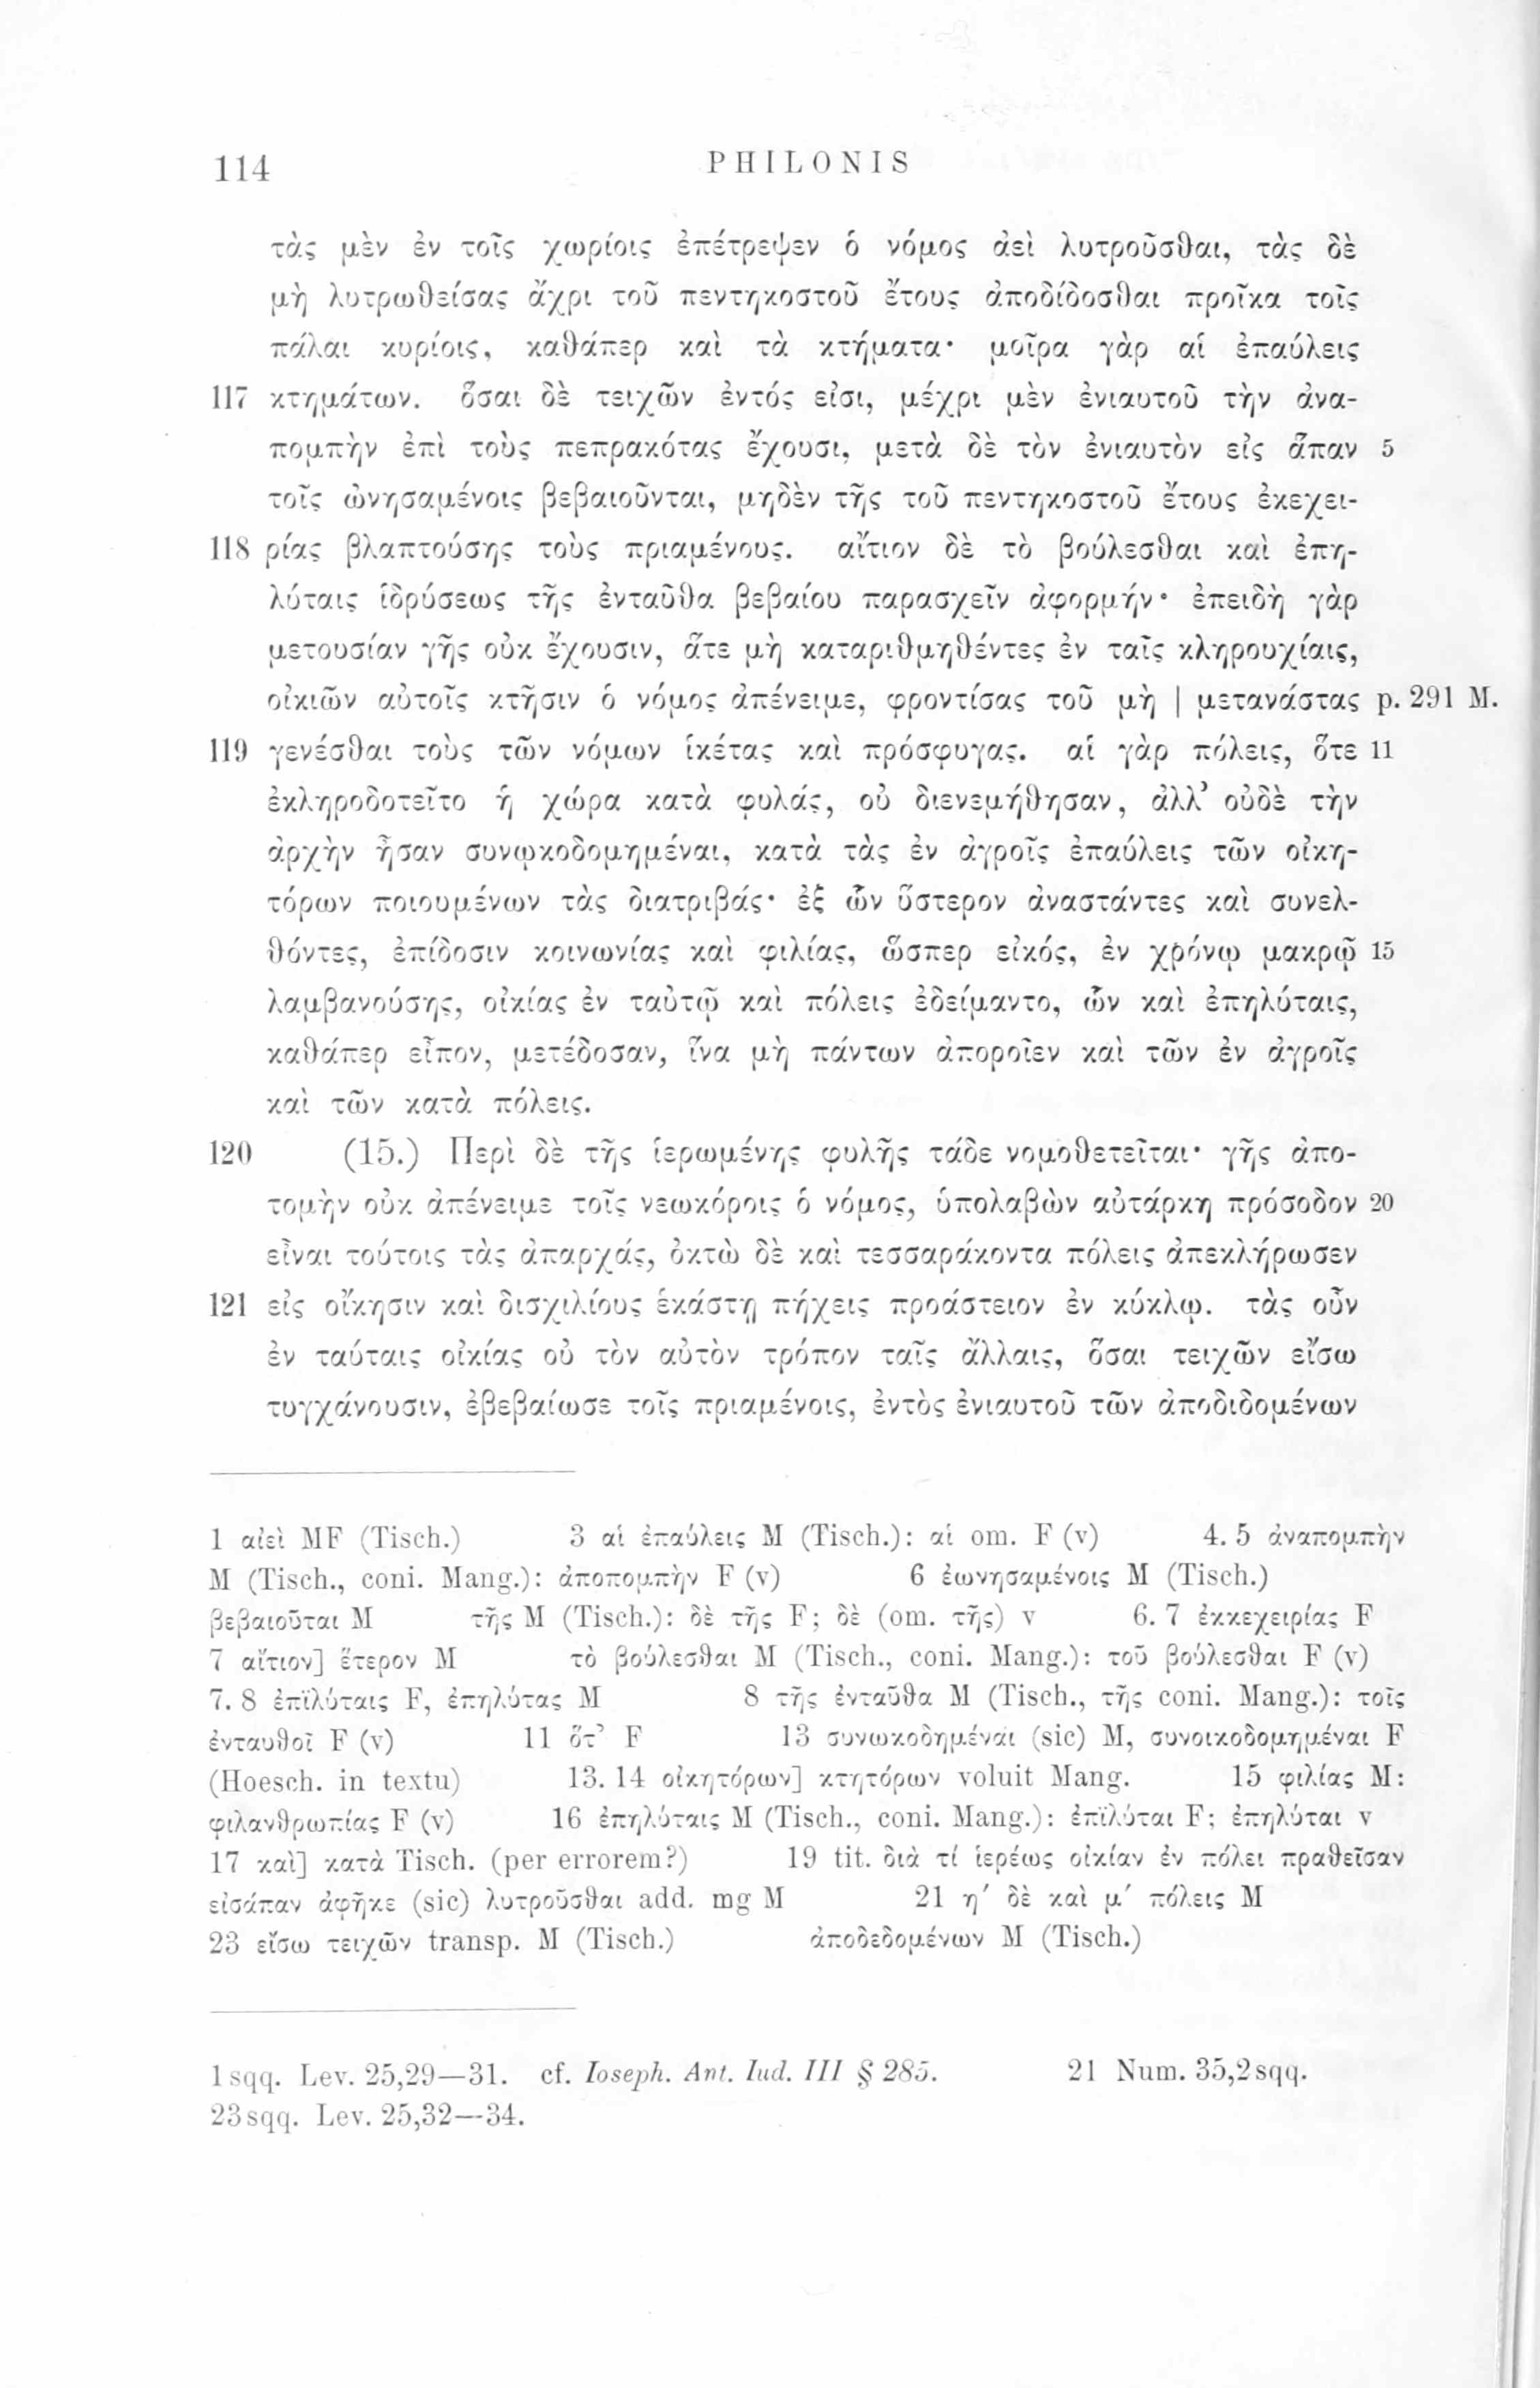 114 PHILONIS
τὰς μὲν ἐν τοῖς χωρίοις ἐπέτρεψεν ὁ νόμος ἀεὶ λυτροῦσθαι, τὰς δὲ
μὴ λυτρωθείσας ἄχρι τοῦ πεντηκοστοῦ ἔτους ἀποδίδοσθαι προῖκα τοῖς
πάλαι κυρίοις, καθάπερ καὶ τὰ κτήματα· μοῖρα γὰρ αἱ ἐπαύλεις
117 κτημάτων. ὅσαι δὲ τειχῶν ἐντός εἰσι, μέχρι μὲν ἐνιαυτοῦ τὴν ἀνα-
πομπὴν ἐπὶ τοὺς πεπρακότας ἔχουσι, μετὰ δὲ τὸν ἐνιαυτὸν εἰς ἅπαν 5
τοῖς ὠνησαμένοις βεβαιοῦνται, μηδὲν τῆς τοῦ πεντηκοστοῦ ἔτους ἐκεχει-
118 ρίας βλαπτούσης τοὺς πριαμένους. αἴτιον δὲ τὸ βούλεσθαι καὶ ἐπη-
λύταις ἱδρύσεως τῆς ἐνταῦθα βεβαίου παρασχεῖν ἀφορμήν· ἐπειδὴ γὰρ
μετουσίαν γῆς οὐκ ἔχουσιν, ἅτε μὴ καταριθμηθέντες ἐν ταῖς κληρουχίαις,
οἰκιῶν αὐτοῖς κτῆσιν ὁ νόμος ἀπένειμε, φροντίσας τοῦ μὴ | μετανάστας p. 291 M.
119 γενέσθαι τοὺς τῶν νόμων ἱκέτας καὶ πρόσφυγας. αἱ γὰρ πόλεις, ὅτε 11
ἐκληροδοτεῖτο ἡ χώρα κατὰ φυλάς, οὐ διενεμήθησαν, ἀλλ’ οὐδὲ τὴν
ἀρχὴν ἦσαν συνῳκοδομημέναι, κατὰ τὰς ἐν ἀγροῖς ἐπαύλεις τῶν οἰκη-
τόρων ποιουμένων τὰς διατριβάς· ἐξ ὧν ὕστερον ἀναστάντες καὶ συνελ-
θόντες, ἐπίδοσιν κοινωνίας καὶ φιλίας, ὥσπερ εἰκός, ἐν χρόνῳ μακρῷ 15
λαμβανούσης, οἰκίας ἐν ταὐτῷ καὶ πόλεις ἐδείμαντο, ὧν καὶ ἐπηλύταις,
καθάπερ εἶπον, μετέδοσαν, ἵνα μὴ πάντων ἀποροῖεν καὶ τῶν ἐν ἀγροῖς
καὶ τῶν κατὰ πόλεις.
120 (15.) Περὶ δὲ τῆς ἱερωμένης φυλῆς τάδε νομοθετεῖται· γῆς ἀπο-
τομὴν οὐκ ἀπένειμε τοῖς νεωκόροις ὁ νόμος, ὑπολαβὼν αὐτάρκη πρόσοδον 20
εἶναι τούτοις τὰς ἀπαρχάς, ὀκτὼ δὲ καὶ τεσσαράκοντα πόλεις ἀπεκλήρωσεν
121 εἰς οἴκησιν καὶ δισχιλίους ἑκάστῃ πήχεις προάστειον ἐν κύκλῳ. τὰς οὖν
ἐν ταύταις οἰκίας οὐ τὸν αὐτὸν τρόπον ταῖς ἄλλαις, ὅσαι τειχῶν εἴσω
τυγχάνουσιν, ἐβεβαίωσε τοῖς πριαμένοις, ἐντὸς ἐνιαυτοῦ τῶν ἀποδιδομένων
1 αἰεὶ MF (Tisch.) 3 αἱ ἐπαύλεις M (Tisch.): αἱ om. F (v) 4. 5 ἀναπομπὴν
M (Tisch., coni. Mang.): ἀποπομπὴν F (v) 6 ἐωνησαμένοις M (Tisch.)
βεβαιοῦται M τῆς M (Tisch.): δὲ τῆς F; δὲ (om. τῆς) v 6. 7 ἐκκεχειρίας F
7 αἴτιον] ἕτερον M τὸ βούλεσθαι M (Tisch., coni. Mang.): τοῦ βούλεσθαι F (v)
7. 8 ἐπϊλύταις F, ἐπηλύτας M 8 τῆς ἐνταῦθα M (Tisch., τῆς coni. Mang.): τοῖς
ἐνταυθοῖ F (v) 11 ὅτ’ F 13 συνωκοδημέναι (sic) M, συνοικοδομημέναι F
(Hoesch. in textu) 13. 14 οἰκητόρων] κτητόρων voluit Mang. 15 φιλίας M:
φιλανθρωπίας F (v) 16 ἐπηλύταις M (Tisch., coni. Mang.): ἐπϊλύται F; ἐπηλύται v
17 καὶ] κατὰ Tisch. (per errorem?) 19 tit. διὰ τί ἱερέως οἰκίαν ἐν πόλει πραθεῖσαν
εἰσάπαν ἀφῆκε (sic) λυτροῦσθαι add. mg M 21 η′ δὲ καὶ μ′ πόλεις M
23 εἴσω τειχῶν transp. M (Tisch.) ἀποδεδομένων M (Tisch.)
1 sqq. Lev. 25,29—31. cf. Ioseph. Ant. Iud. III § 285. 21 Num. 35,2 sqq.
23 sqq. Lev. 25,32—34.